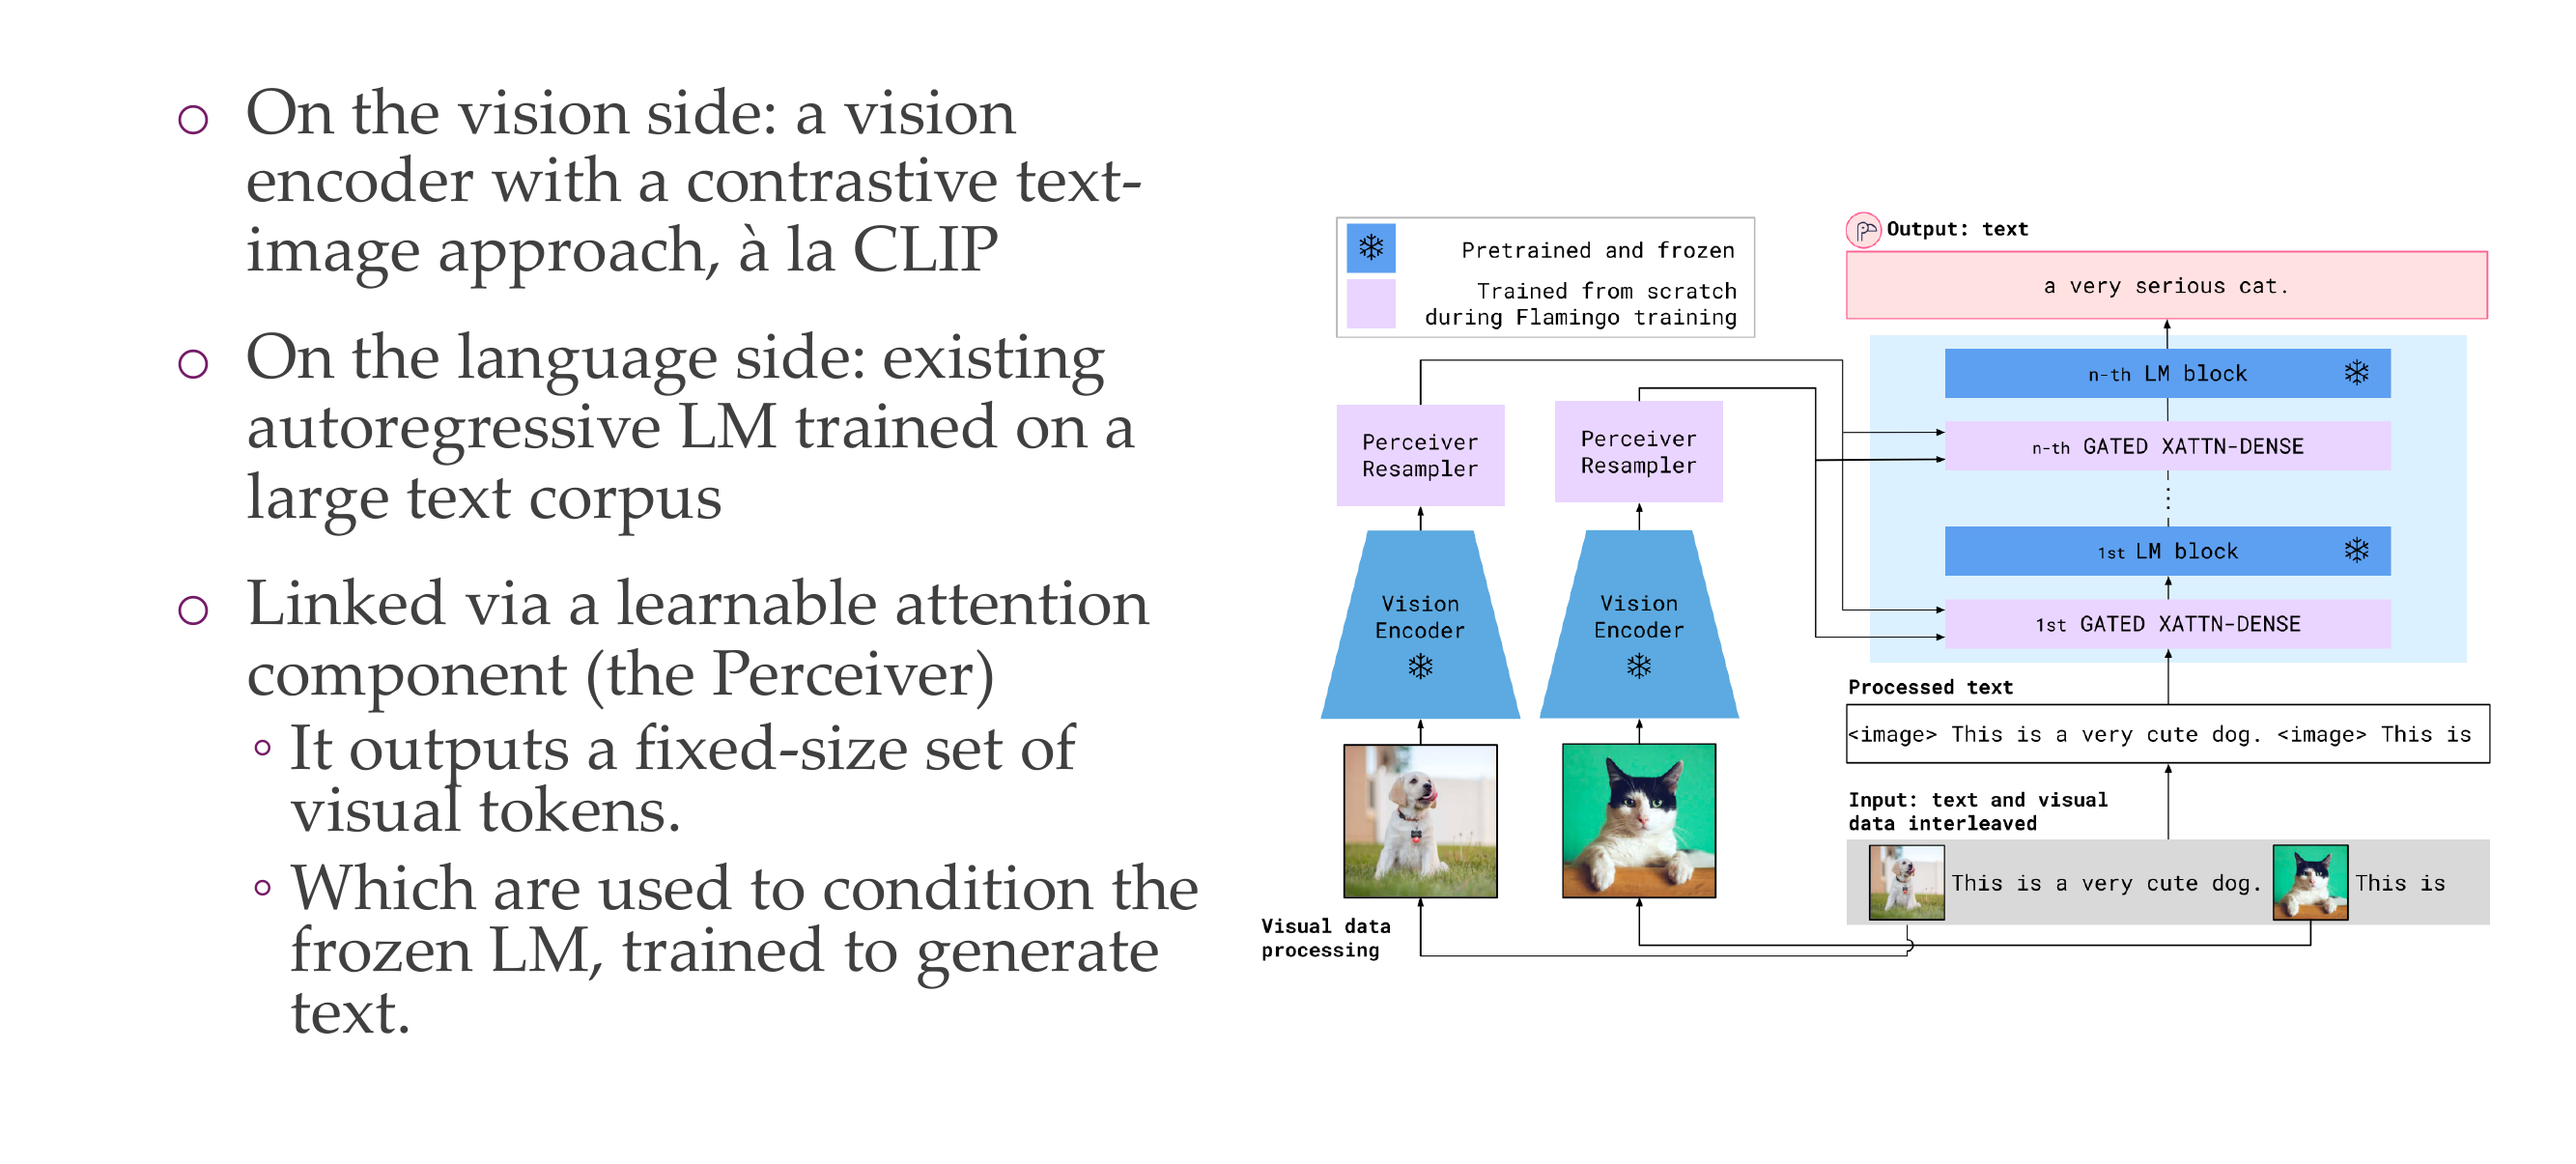 On the vision side: a vision
encoder with a contrastive text-
image approach, à la CLIP
On the language side: existing
autoregressive LM trained on a
large text corpus
Linked via a learnable attention
component (the Perceiver)
It outputs a fixed-size set of
visual tokens.
Which are used to condition the
frozen LM, trained to generate
text.
Pretrained and frozen
Trained from scratch
during Flamingo training
Perceiver
Resampler
Perceiver
Resampler
Vision
Encoder
Vision
Encoder
Visual data
processing
Output: text
a very serious cat.
n-th LM block
n-th GATED XATTN-DENSE
1st LM block
1st GATED XATTN-DENSE
Processed text
<image> This is a very cute dog. <image> This is
Input: text and visual
data interleaved
This is a very cute dog. This is